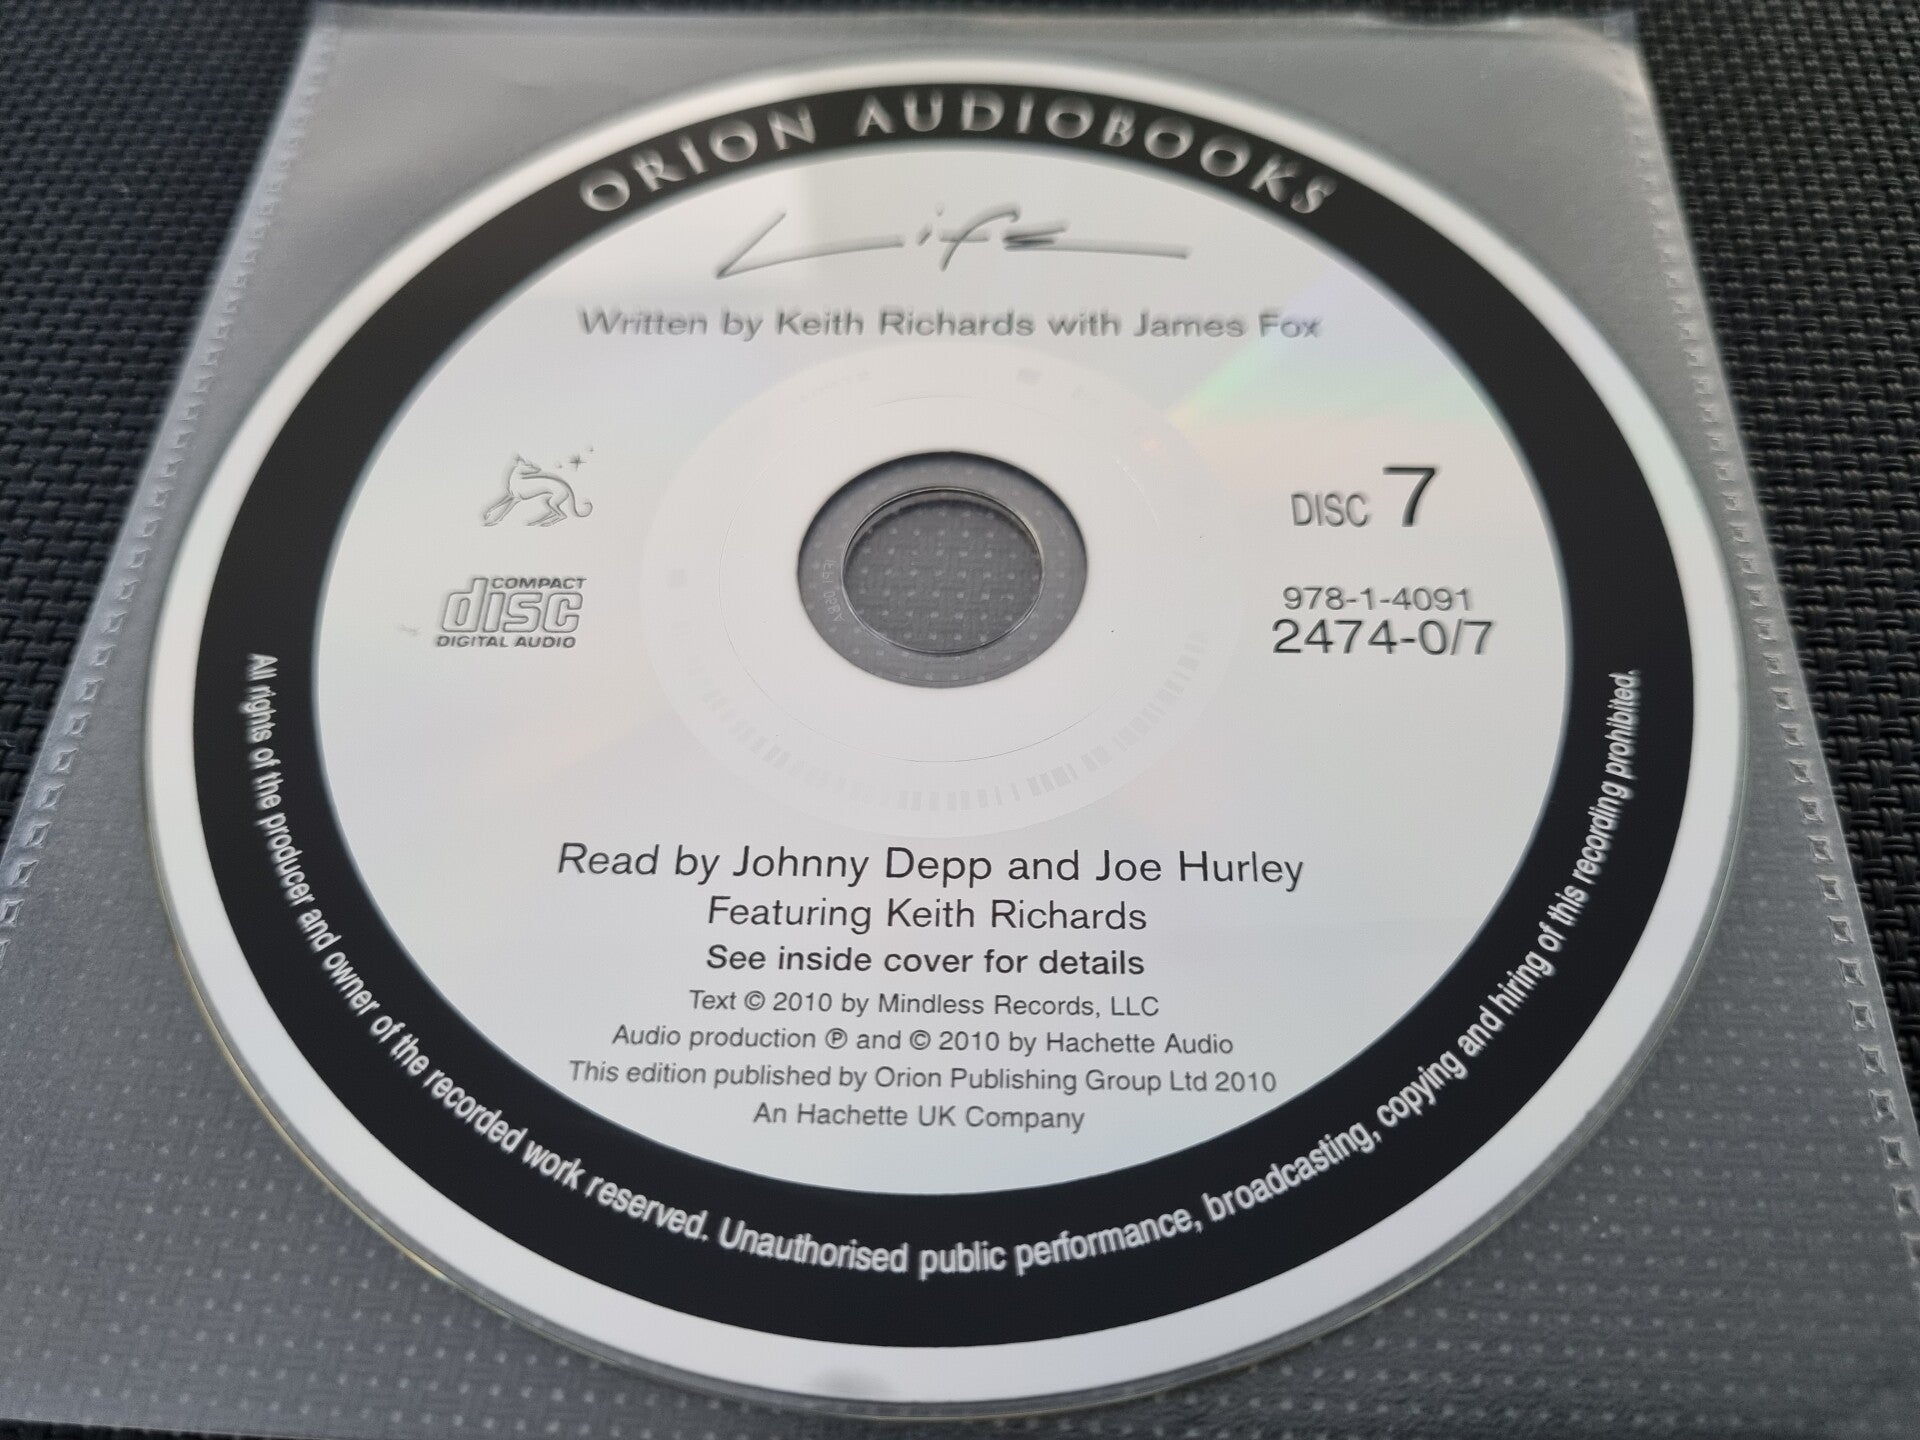 ORION AUDIOBOOKS
Life
Written by Keith Richards with James Fox
DISC 7
COMPACT
disc
DIGITAL AUDIO
978-1-4091
2474-0/7
Read by Johnny Depp and Joe Hurley
Featuring Keith Richards
See inside cover for details
Text © 2010 by Mindless Records, LLC
Audio production ℗ and © 2010 by Hachette Audio
This edition published by Orion Publishing Group Ltd 2010
An Hachette UK Company
All rights of the producer and owner of the recorded work reserved. Unauthorised public performance, broadcasting, copying and hiring of this recording prohibited.